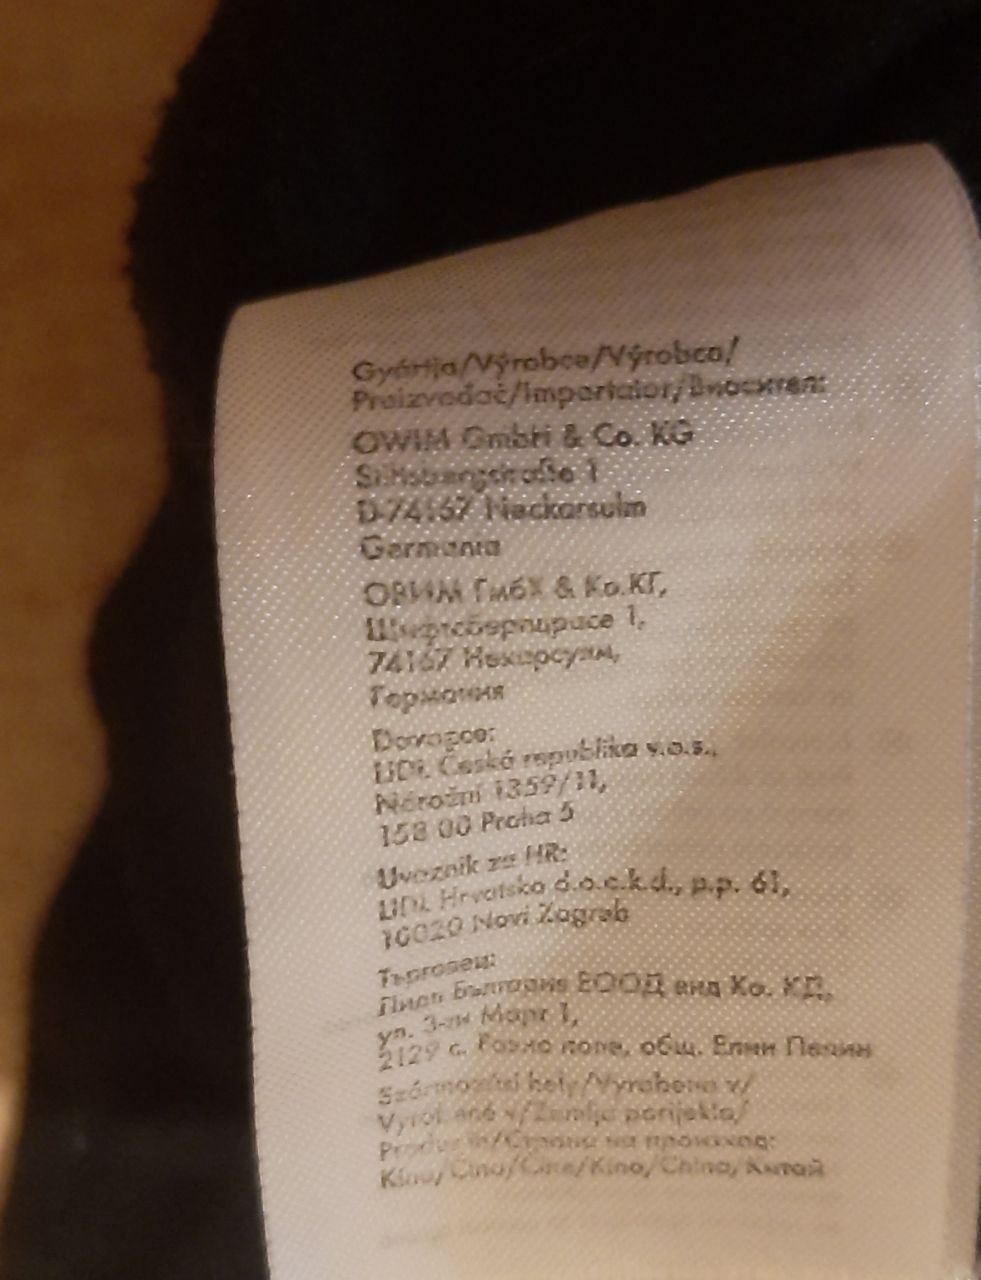 Gyártja/Výrobce/Výrobca/
Proizvođač/Importator/Вносител:
OWIM GmbH & Co. KG
Stiftsbergstraße 1
D-74167 Neckarsulm
Germania
ОВИМ ГмбХ & Ко.КГ,
Щифтсбергщрасе 1,
74167 Некарсулм,
Германия
Dovozce:
LIDL Česká republika v.o.s.,
Nárožní 1359/11,
158 00 Praha 5
Uvoznik za HR:
LIDL Hrvatska d.o.o.k.d., p.p. 61,
10020 Novi Zagreb
Търговец:
Лидл България ЕООД енд Ко. КД,
ул. 3-ти Март 1,
2129 с. Равно поле, общ. Елин Пелин
Származási hely/Vyrobeno v/
Vyrobené v/Zemlja porijekla/
Produs în/Страна на произход:
Kína/Čína/Čína/Kina/China/Китай